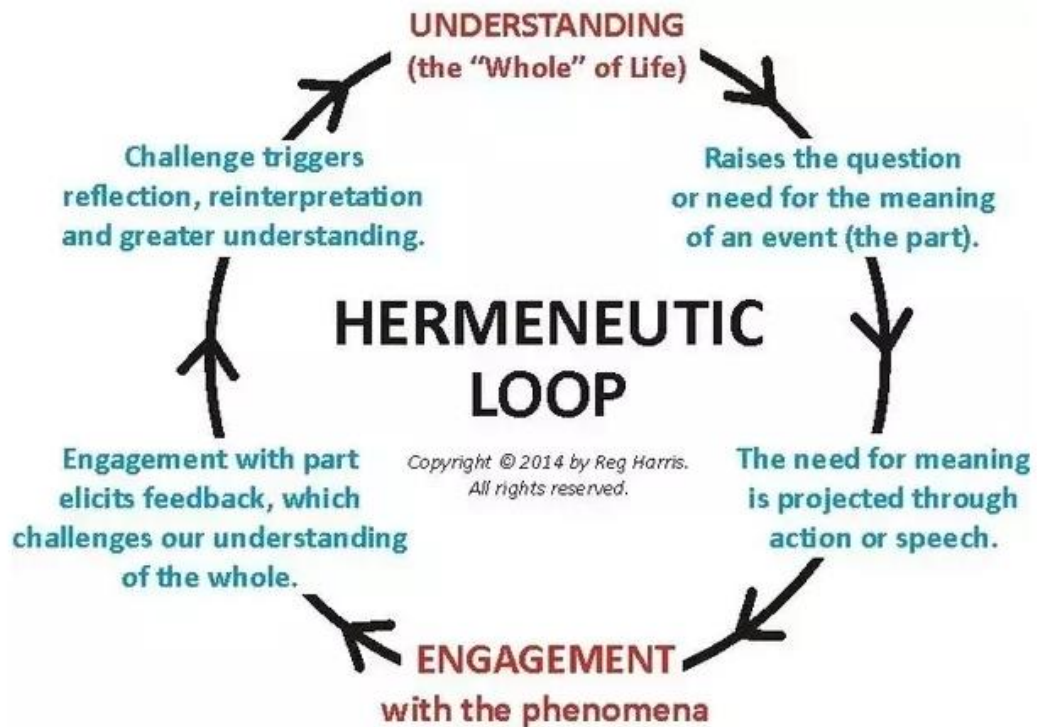 UNDERSTANDING
(the “Whole” of Life)
Raises the question
or need for the meaning
of an event (the part).
The need for meaning
is projected through
action or speech.
ENGAGEMENT
with the phenomena
Engagement with part
elicits feedback, which
challenges our understanding
of the whole.
Challenge triggers
reflection, reinterpretation
and greater understanding.
HERMENEUTIC
LOOP
Copyright © 2014 by Reg Harris.
All rights reserved.